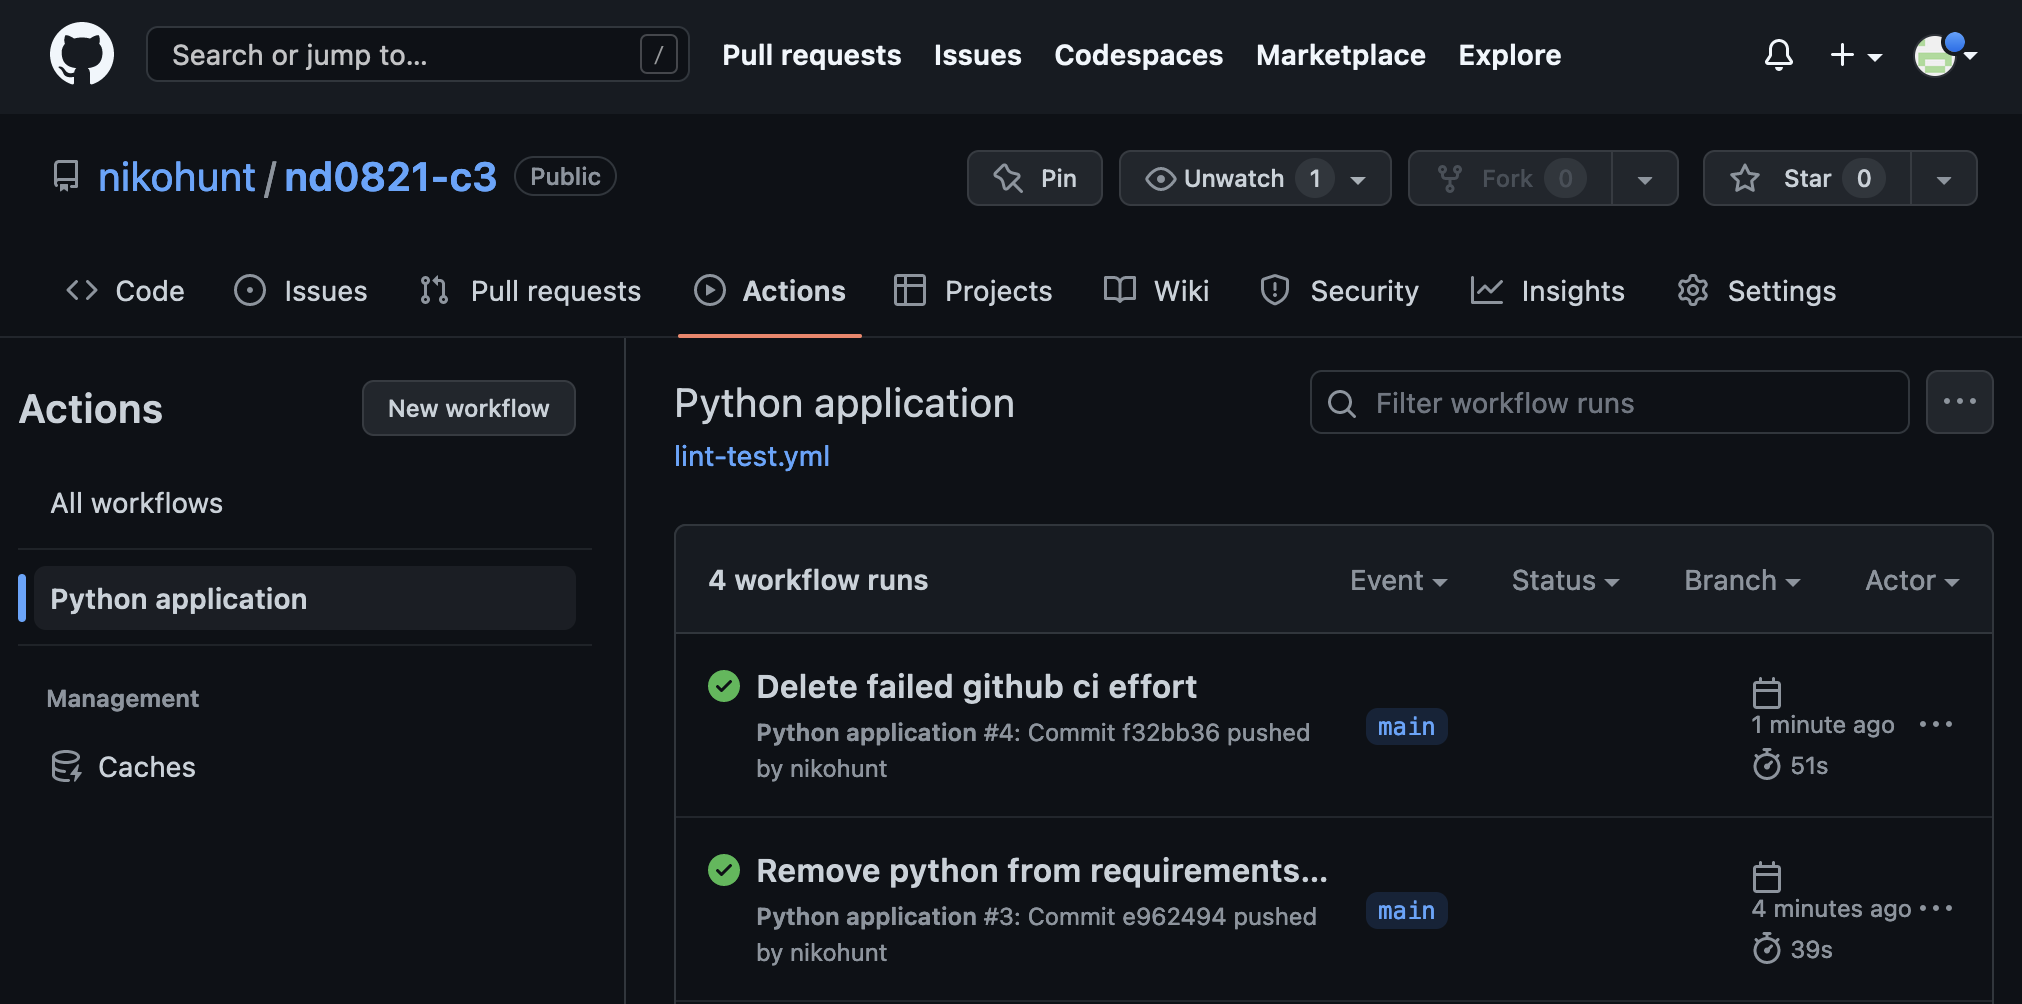 Search or jump to... /
Pull requests Issues Codespaces Marketplace Explore
nikohunt / nd0821-c3 Public
Pin Unwatch 1 Fork 0 Star 0
Code Issues Pull requests Actions Projects Wiki Security Insights Settings
Actions
New workflow
All workflows
Python application
Management
Caches
Python application
lint-test.yml
Filter workflow runs
4 workflow runs
Event Status Branch Actor
Delete failed github ci effort
Python application #4: Commit f32bb36 pushed
by nikohunt
main
1 minute ago
51s
Remove python from requirements...
Python application #3: Commit e962494 pushed
by nikohunt
main
4 minutes ago
39s